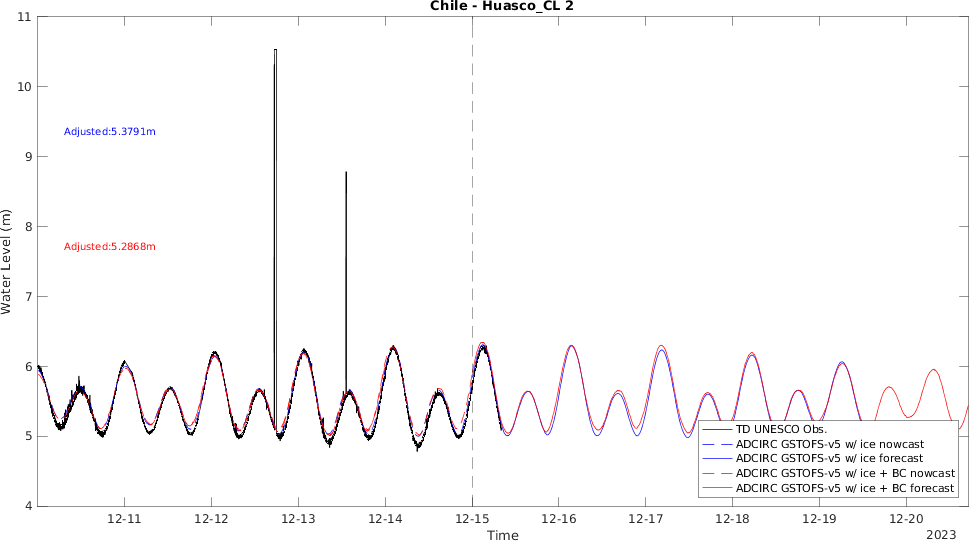 Chile - Huasco_CL 2
11
10
9
8
7
6
5
4
Water Level (m)
Adjusted:5.3791m
Adjusted:5.2868m
TD UNESCO Obs.
ADCIRC GSTOFS-v5 w/ ice nowcast
ADCIRC GSTOFS-v5 w/ ice forecast
ADCIRC GSTOFS-v5 w/ ice + BC nowcast
ADCIRC GSTOFS-v5 w/ ice + BC forecast
12-11 12-12 12-13 12-14 12-15 12-16 12-17 12-18 12-19 12-20
Time
2023